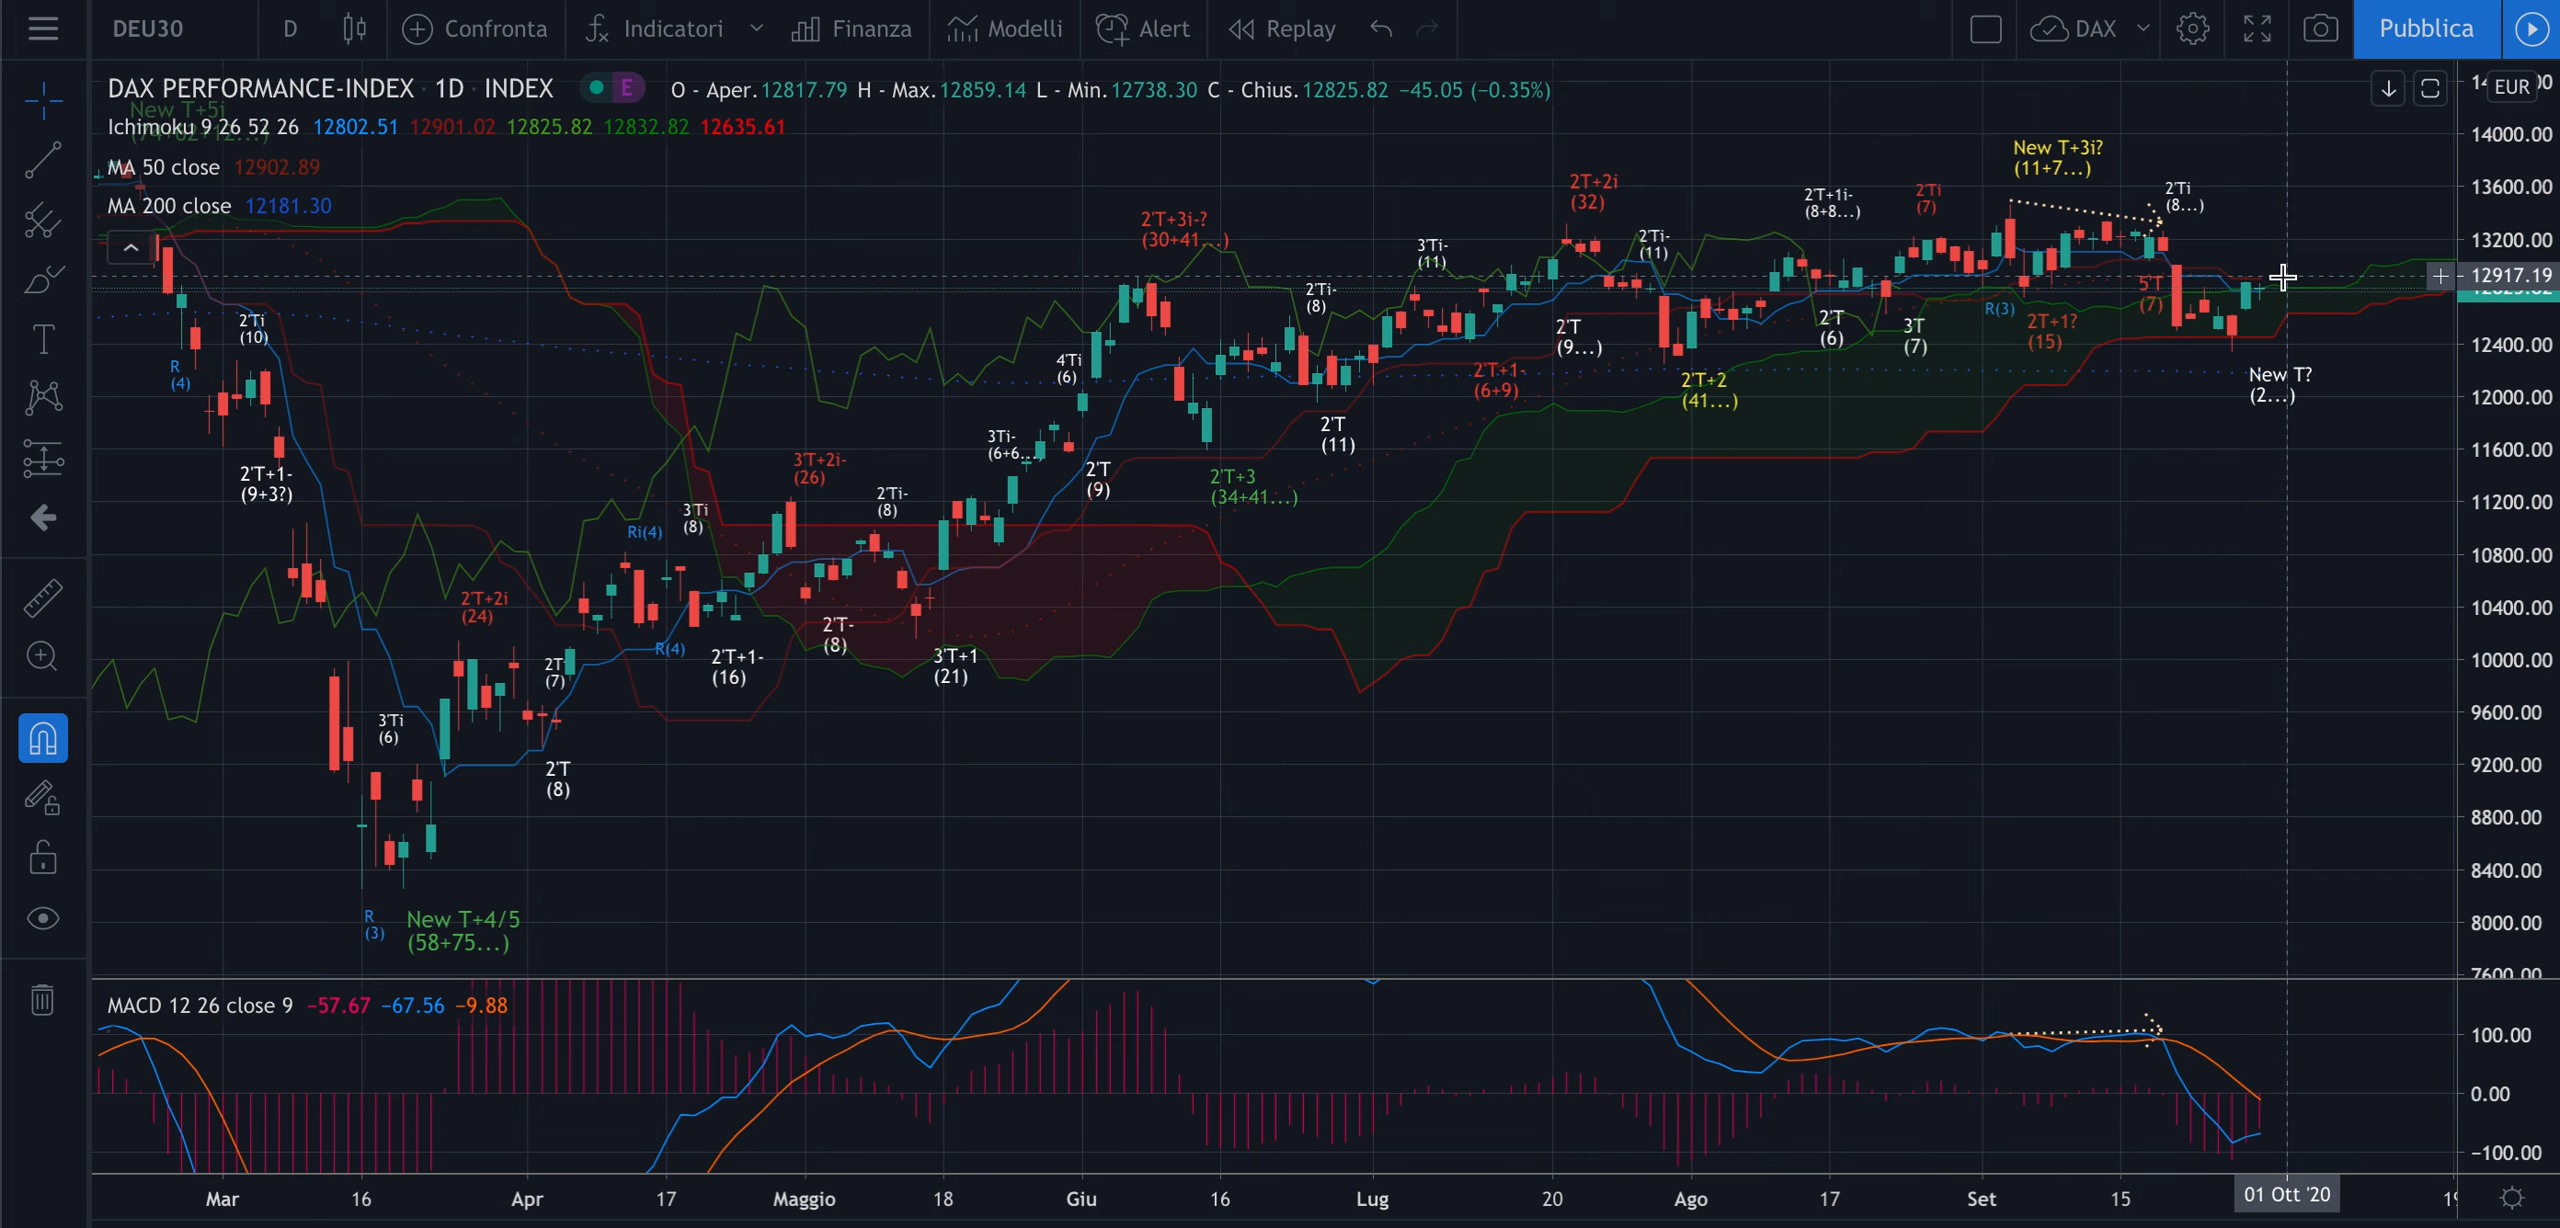 DEU30 D Confronta Indicatori Finanza Modelli Alert Replay DAX Pubblica
DAX PERFORMANCE-INDEX · 1D · INDEX E O - Aper.12817.79 H - Max.12859.14 L - Min.12738.30 C - Chius.12825.82 −45.05 (−0.35%)
New T+5i
Ichimoku 9 26 52 26 12802.51 12901.02 12825.82 12832.82 12635.61
MA 50 close 12902.89
MA 200 close 12181.30
EUR
14000.00
13600.00
13200.00
12917.19
12400.00
12000.00
11600.00
11200.00
10800.00
10400.00
10000.00
9600.00
9200.00
8800.00
8400.00
8000.00
7600.00
2'Ti
(10)
R
(4)
2'T+1-
(9+3?)
3'Ti
(6)
R
(3)
New T+4/5
(58+75...)
2'T+2i
(24)
2T
(7)
2'T
(8)
Ri(4)
R(4)
3Ti
(8)
2'T+1-
(16)
3'T+2i-
(26)
2'T-
(8)
2'Ti-
(8)
3'T+1
(21)
3Ti-
(6+6...
4'Ti
(6)
2'T
(9)
2'T+3i-?
(30+41...)
2'T+3
(34+41...)
2'Ti-
(8)
2'T
(11)
3'Ti-
(11)
2'T+1-
(6+9)
2T+2i
(32)
2'T
(9...)
2'Ti-
(11)
2'T+2
(41...)
2'T+1i-
(8+8...)
2'T
(6)
2'Ti
(7)
3T
(7)
R(3)
New T+3i?
(11+7...)
2T+1?
(15)
2'Ti
(8...)
5'T
(7)
New T?
(2...)
MACD 12 26 close 9 −57.67 −67.56 −9.88
100.00
0.00
−100.00
Mar 16 Apr 17 Maggio 18 Giu 16 Lug 20 Ago 17 Set 15 01 Ott '20